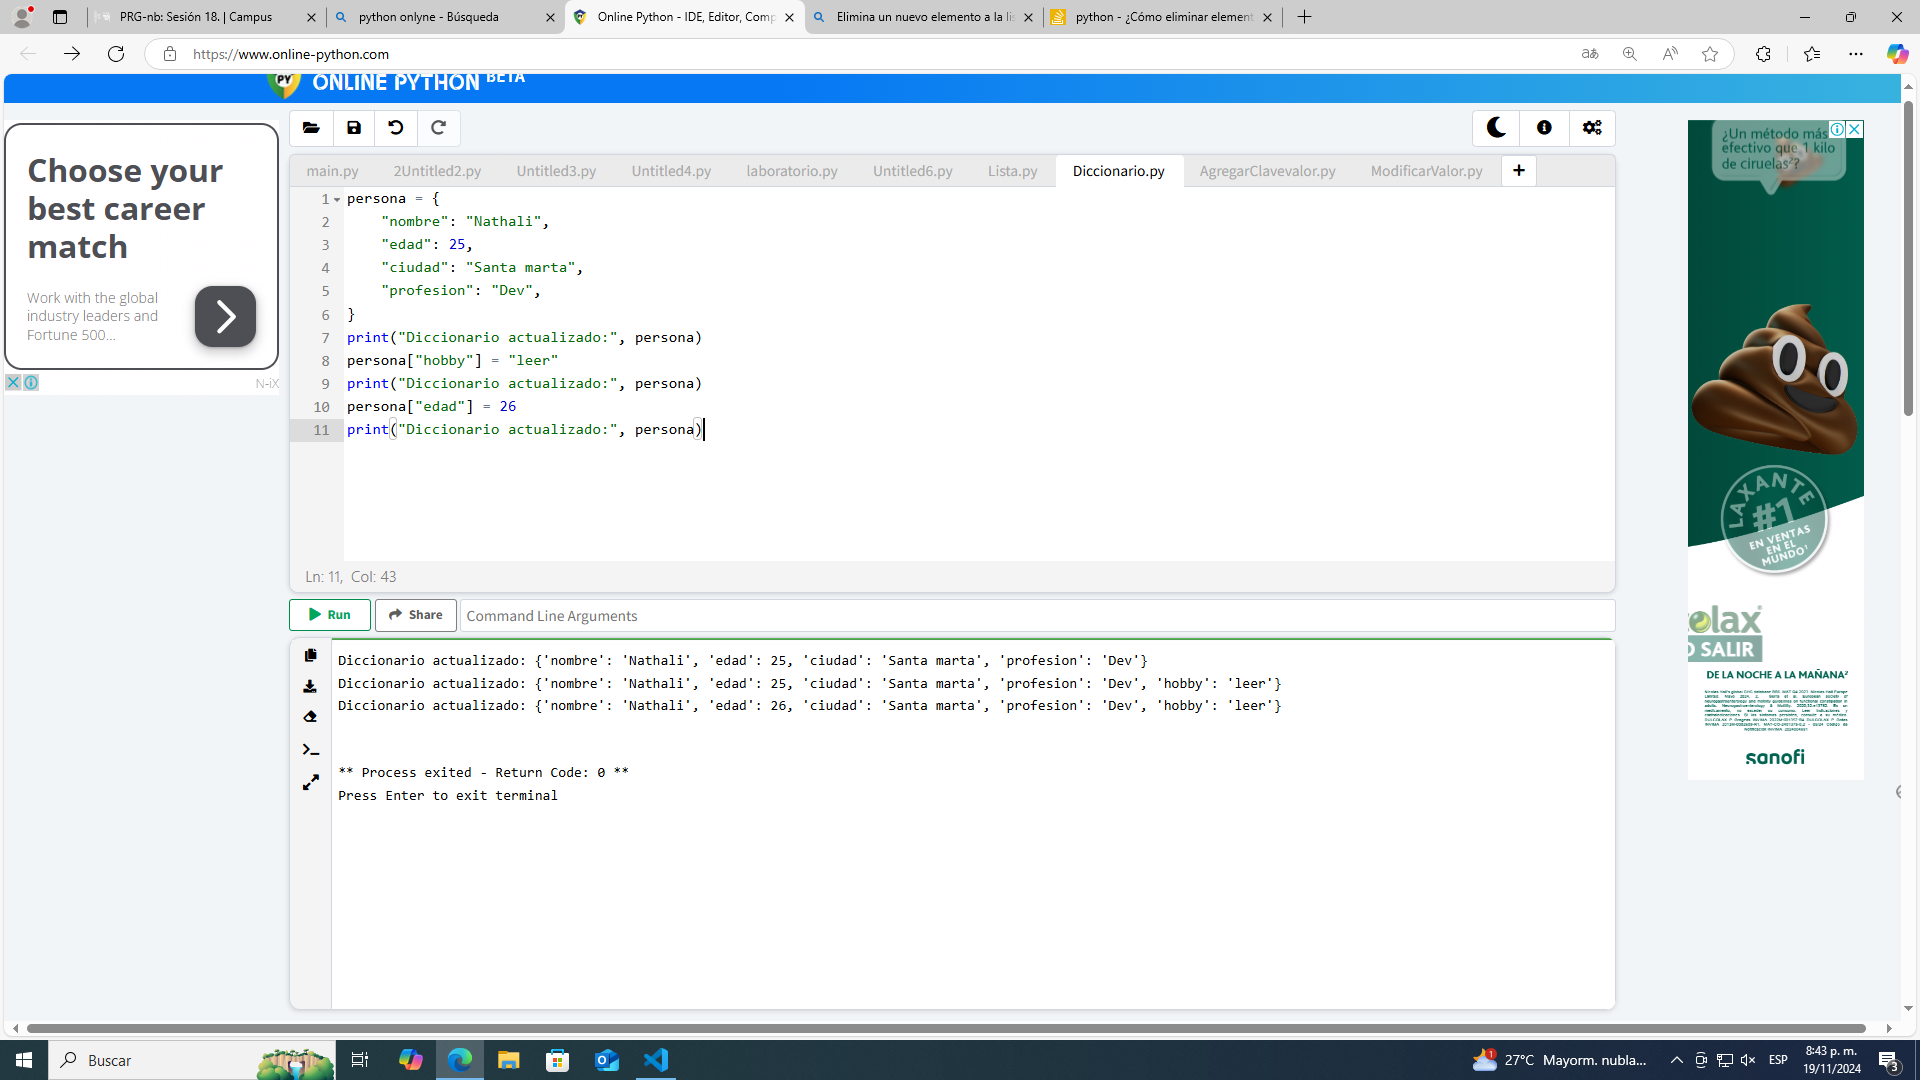 PRG-nb: Sesión 18. | Campus
python onlyne - Búsqueda
Online Python - IDE, Editor, Comp
Elimina un nuevo elemento a la lis
python - ¿Cómo eliminar element
https://www.online-python.com
ONLINE PYTHON BETA
Choose your
best career
match
Work with the global
industry leaders and
Fortune 500...
N-iX
main.py
2Untitled2.py
Untitled3.py
Untitled4.py
laboratorio.py
Untitled6.py
Lista.py
Diccionario.py
AgregarClavevalor.py
ModificarValor.py
+
1 persona = {
2 "nombre": "Nathali",
3 "edad": 25,
4 "ciudad": "Santa marta",
5 "profesion": "Dev",
6 }
7 print("Diccionario actualizado:", persona)
8 persona["hobby"] = "leer"
9 print("Diccionario actualizado:", persona)
10 persona["edad"] = 26
11 print("Diccionario actualizado:", persona)
Ln: 11, Col: 43
Run
Share
Command Line Arguments
Diccionario actualizado: {'nombre': 'Nathali', 'edad': 25, 'ciudad': 'Santa marta', 'profesion': 'Dev'}
Diccionario actualizado: {'nombre': 'Nathali', 'edad': 25, 'ciudad': 'Santa marta', 'profesion': 'Dev', 'hobby': 'leer'}
Diccionario actualizado: {'nombre': 'Nathali', 'edad': 26, 'ciudad': 'Santa marta', 'profesion': 'Dev', 'hobby': 'leer'}
** Process exited - Return Code: 0 **
Press Enter to exit terminal
¿Un método más
efectivo que 1 kilo
de ciruelas³?
LAXANTE
#1
EN VENTAS
EN EL
MUNDO¹
olax
O SALIR
DE LA NOCHE A LA MAÑANA²
sanofi
Buscar
27°C Mayorm. nubla...
ESP
8:43 p. m.
19/11/2024
3